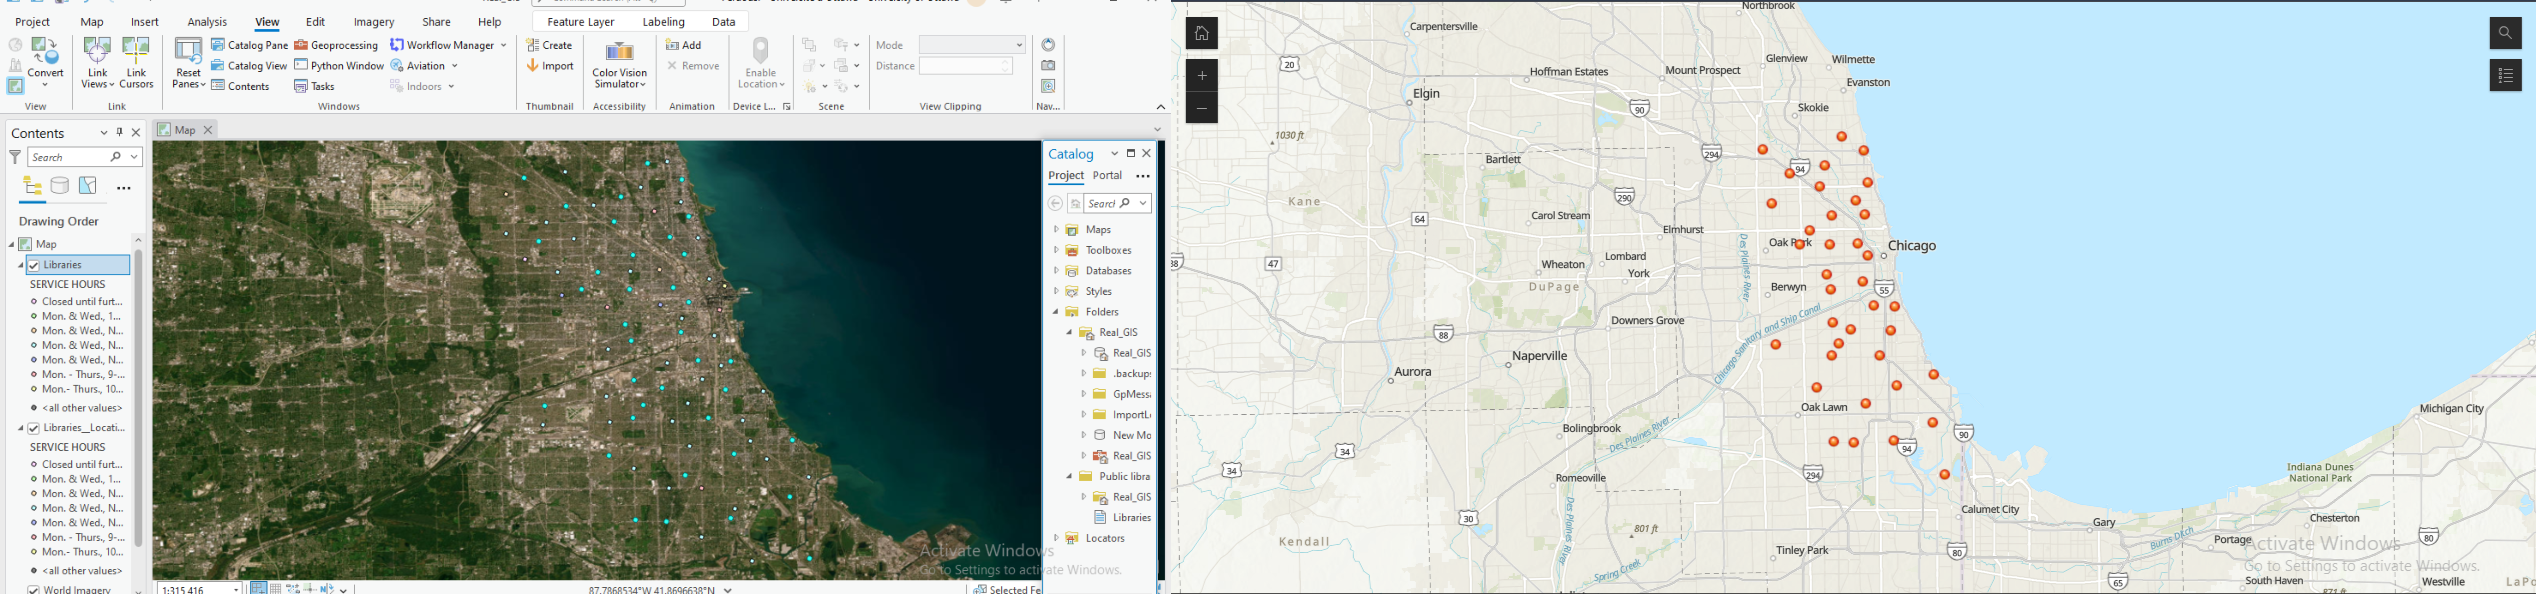 Project Map Insert Analysis View Edit Imagery Share Help Feature Layer Labeling Data
Convert
Link Views
Link Cursors
Reset Panes
Catalog Pane
Catalog View
Contents
Geoprocessing
Python Window
Tasks
Workflow Manager
Aviation
Indoors
Create
Import
Color Vision Simulator
Add
Remove
Enable Location
Mode
Distance
View Link Windows Thumbnail Accessibility Animation Device L... Scene View Clipping Nav...
Contents
Search
Drawing Order
Map
Libraries
SERVICE HOURS
Closed until furt...
Mon. & Wed., 1...
Mon. & Wed., N...
Mon. & Wed., N...
Mon. & Wed., N...
Mon. - Thurs., 9-...
Mon.- Thurs., 10...
<all other values>
Libraries__Locati...
SERVICE HOURS
Closed until furt...
Mon. & Wed., 1...
Mon. & Wed., N...
Mon. & Wed., N...
Mon. & Wed., N...
Mon. - Thurs., 9-...
Mon.- Thurs., 10...
<all other values>
World Imagery
Map
1:315,416
87.7868534°W 41.8696638°N
Selected Fe
Catalog
Project Portal
Search
Maps
Toolboxes
Databases
Styles
Folders
Real_GIS
Real_GIS
.backups
GpMess
ImportL
New Mo
Real_GIS
Public libra
Real_GIS
Libraries
Locators
Activate Windows
Go to Settings to activate Windows.
Northbrook
Carpentersville
Glenview
Wilmette
20
Hoffman Estates
Mount Prospect
Evanston
Elgin
90
Skokie
1030 ft
294
Bartlett
94
290
Kane
64
Carol Stream
Elmhurst
Des Plaines River
Oak Park
Chicago
47
Lombard
Wheaton
York
DuPage
Berwyn
55
88
Downers Grove
Chicago Sanitary and Ship Canal
Naperville
Aurora
Oak Lawn
Michigan City
Bolingbrook
Des Plaines River
90
34
94
34
294
Indiana Dunes
National Park
Romeoville
Des Plaines River
Calumet City
30
801 ft
Gary
Chesterton
Kendall
Burns Ditch
Portage
80
Tinley Park
80
Activate Windows
Go to Settings to activate Windows.
Spring Creek
65
South Haven
Westville
LaPo
871 ft